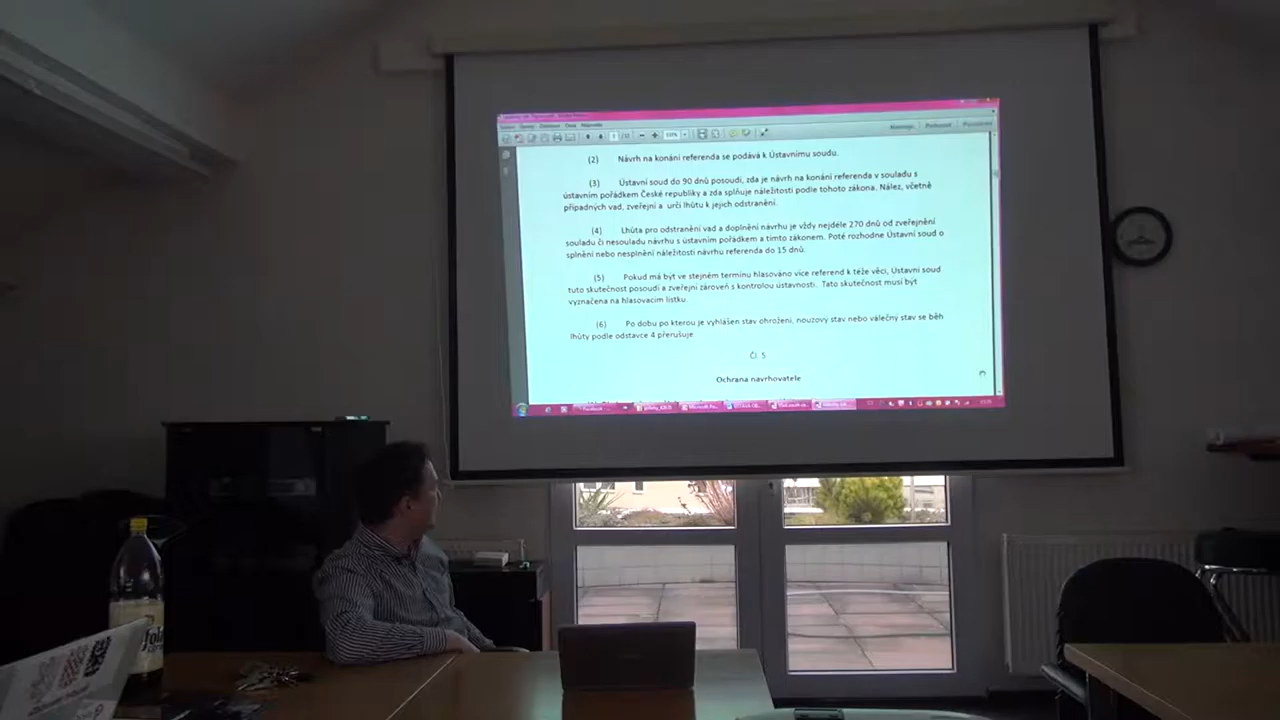 (2) Návrh na konání referenda se podává k Ústavnímu soudu.
(3) Ústavní soud do 90 dnů posoudí, zda je návrh na konání referenda v souladu s
ústavním pořádkem České republiky a zda splňuje náležitosti podle tohoto zákona. Nález, včetně
případných vad, zveřejní a určí lhůtu k jejich odstranění.
(4) Lhůta pro odstranění vad a doplnění návrhu je vždy nejdéle 270 dnů od zveřejnění
souladu či nesouladu návrhu s ústavním pořádkem a tímto zákonem. Poté rozhodne Ústavní soud o
splnění nebo nesplnění náležitostí návrhu referenda do 15 dnů.
(5) Pokud má být ve stejném termínu hlasováno více referend k téže věci, Ústavní soud
tuto skutečnost posoudí a zveřejní zároveň s kontrolou ústavnosti. Tato skutečnost musí být
vyznačena na hlasovacím lístku.
(6) Po dobu po kterou je vyhlášen stav ohrožení, nouzový stav nebo válečný stav se běh
lhůty podle odstavce 4 přerušuje
Čl. 5
Ochrana navrhovatele